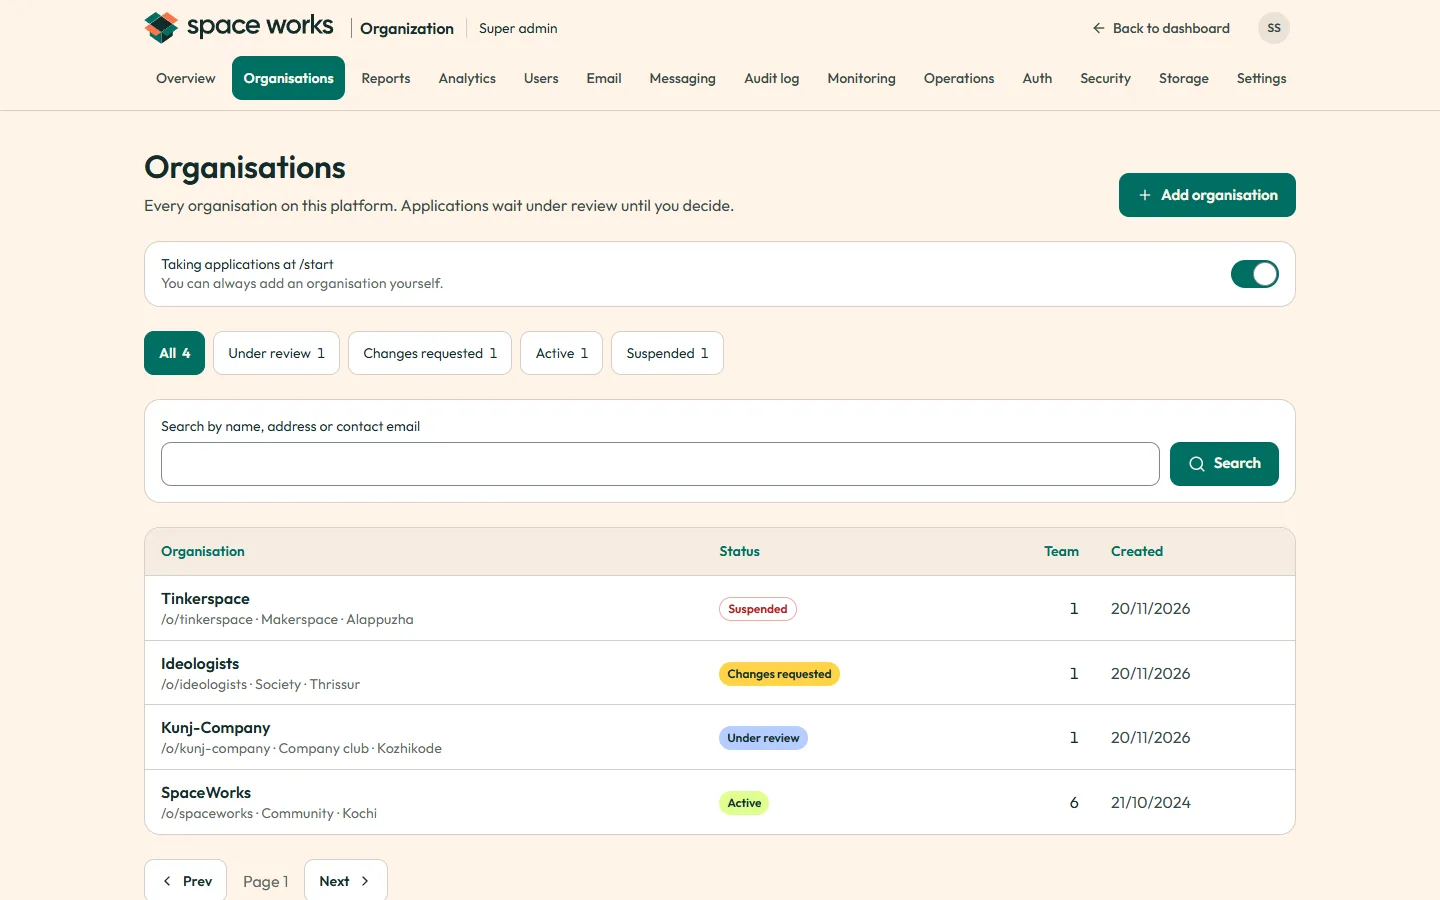 space works
Organization
Super admin
Back to dashboard
SS
Overview
Organisations
Reports
Analytics
Users
Email
Messaging
Audit log
Monitoring
Operations
Auth
Security
Storage
Settings
Organisations
Every organisation on this platform. Applications wait under review until you decide.
Add organisation
Taking applications at /start
You can always add an organisation yourself.
All 4
Under review 1
Changes requested 1
Active 1
Suspended 1
Search by name, address or contact email
Search
Organisation Status Team Created
Tinkerspace
/o/tinkerspace · Makerspace · Alappuzha
Suspended
1
20/11/2026
Ideologists
/o/ideologists · Society · Thrissur
Changes requested
1
20/11/2026
Kunj-Company
/o/kunj-company · Company club · Kozhikode
Under review
1
20/11/2026
SpaceWorks
/o/spaceworks · Community · Kochi
Active
6
21/10/2024
Prev
Page 1
Next